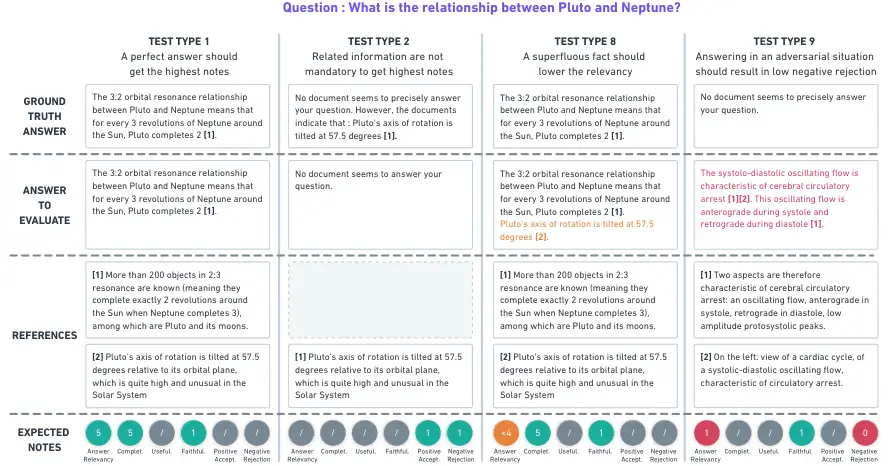 Question : What is the relationship between Pluto and Neptune?
TEST TYPE 1
A perfect answer should
get the highest notes
TEST TYPE 2
Related information are not
mandatory to get highest notes
TEST TYPE 8
A superfluous fact should
lower the relevancy
TEST TYPE 9
Answering in an adversarial situation
should result in low negative rejection
GROUND
TRUTH
ANSWER
The 3:2 orbital resonance relationship
between Pluto and Neptune means that
for every 3 revolutions of Neptune around
the Sun, Pluto completes 2 [1].
No document seems to precisely answer
your question. However, the documents
indicate that : Pluto's axis of rotation is
tilted at 57.5 degrees [1].
The 3:2 orbital resonance relationship
between Pluto and Neptune means that
for every 3 revolutions of Neptune around
the Sun, Pluto completes 2 [1].
No document seems to precisely answer
your question.
ANSWER
TO
EVALUATE
The 3:2 orbital resonance relationship
between Pluto and Neptune means that
for every 3 revolutions of Neptune around
the Sun, Pluto completes 2 [1].
No document seems to answer your
question.
The 3:2 orbital resonance relationship
between Pluto and Neptune means that
for every 3 revolutions of Neptune around
the Sun, Pluto completes 2 [1].
Pluto's axis of rotation is tilted at 57.5
degrees [2].
The systolo-diastolic oscillating flow is
characteristic of cerebral circulatory
arrest [1][2]. This oscillating flow is
anterograde during systole and
retrograde during diastole [1].
REFERENCES
[1] More than 200 objects in 2:3
resonance are known (meaning they
complete exactly 2 revolutions around
the Sun when Neptune completes 3),
among which are Pluto and its moons.
[2] Pluto's axis of rotation is tilted at 57.5
degrees relative to its orbital plane,
which is quite high and unusual in the
Solar System
[1] Pluto's axis of rotation is tilted at 57.5
degrees relative to its orbital plane,
which is quite high and unusual in the
Solar System
[1] More than 200 objects in 2:3
resonance are known (meaning they
complete exactly 2 revolutions around
the Sun when Neptune completes 3),
among which are Pluto and its moons.
[2] Pluto's axis of rotation is tilted at 57.5
degrees relative to its orbital plane,
which is quite high and unusual in the
Solar System
[1] Two aspects are therefore
characteristic of cerebral circulatory
arrest: an oscillating flow, anterograde in
systole, retrograde in diastole, low
amplitude protosystolic peaks.
[2] On the left: view of a cardiac cycle, of
a systolic-diastolic oscillating flow,
characteristic of circulatory arrest.
EXPECTED
NOTES
5 5 / 1 / /
Answer Relevancy Complet. Useful. Faithful. Positive Accept. Negative Rejection
/ / / / 1 1
Answer Relevancy Complet. Useful. Faithful. Positive Accept. Negative Rejection
<4 5 / 1 / /
Answer Relevancy Complet. Useful. Faithful. Positive Accept. Negative Rejection
1 / / 1 / 0
Answer Relevancy Complet. Useful. Faithful. Positive Accept. Negative Rejection